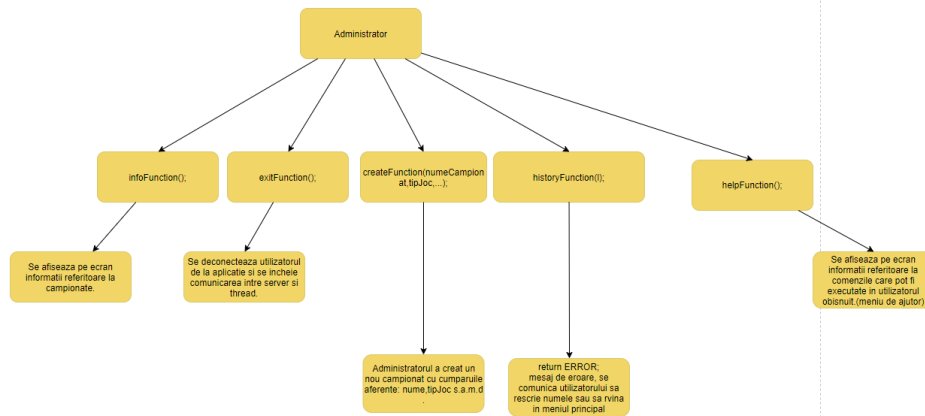 Administrator
infoFunction();
exitFunction();
createFunction(numeCampion
at,tipJoc,...);
historyFunction(l);
helpFunction();
Se afiseaza pe ecran
informatii referitoare la
campionate.
Se deconecteaza utilizatorul
de la aplicatie si se incheie
comunicarea intre server si
thread.
Se afiseaza pe ecran
informatii referitoare la
comenzile care pot fi
executate in utilizatorul
obisnuit.(meniu de ajutor)
Administratorul a creat un
nou campionat cu cumparuile
aferente: nume,tipJoc s.a.m.d
.
return ERROR;
mesaj de eroare, se
comunica utilizatorului sa
rescrie numele sau sa rvina
in meniul principal